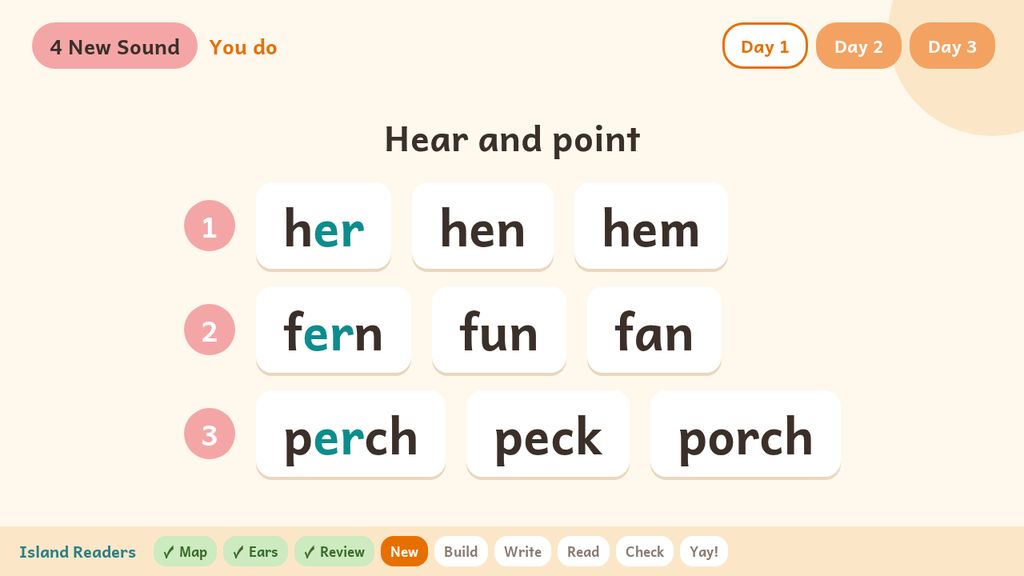 4 New Sound You do Day 1 Day 2 Day 3
Hear and point
1 her hen hem
2 fern fun fan
3 perch peck porch
Island Readers ✓ Map ✓ Ears ✓ Review New Build Write Read Check Yay!